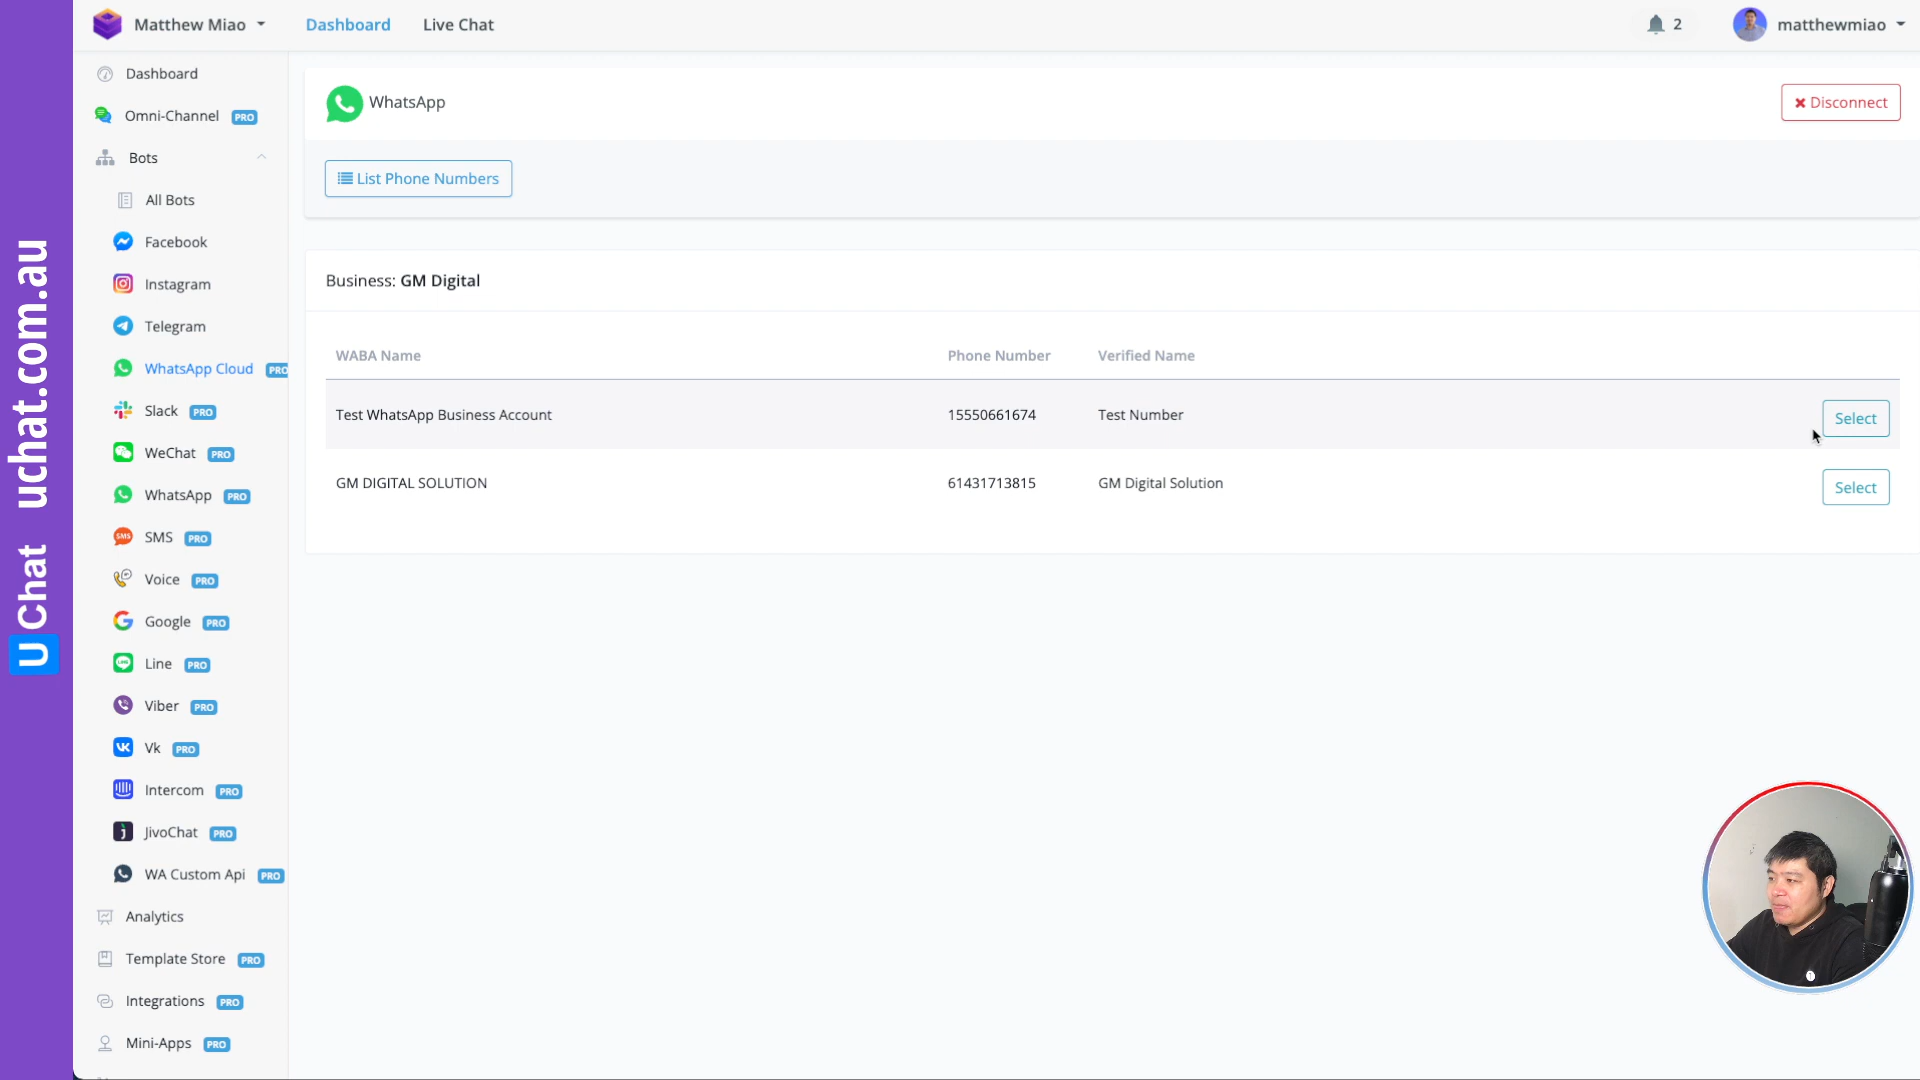 U Chat uchat.com.au
Matthew Miao
Dashboard
Live Chat
2
matthewmiao
Dashboard
Omni-Channel PRO
Bots
All Bots
Facebook
Instagram
Telegram
WhatsApp Cloud PRO
Slack PRO
WeChat PRO
WhatsApp PRO
SMS SMS PRO
Voice PRO
Google PRO
LINE Line PRO
Viber PRO
VK Vk PRO
Intercom PRO
JivoChat PRO
WA Custom Api PRO
Analytics
Template Store PRO
Integrations PRO
Mini-Apps PRO
WhatsApp
Disconnect
List Phone Numbers
Business: GM Digital
WABA Name Phone Number Verified Name
Test WhatsApp Business Account 15550661674 Test Number Select
GM DIGITAL SOLUTION 61431713815 GM Digital Solution Select